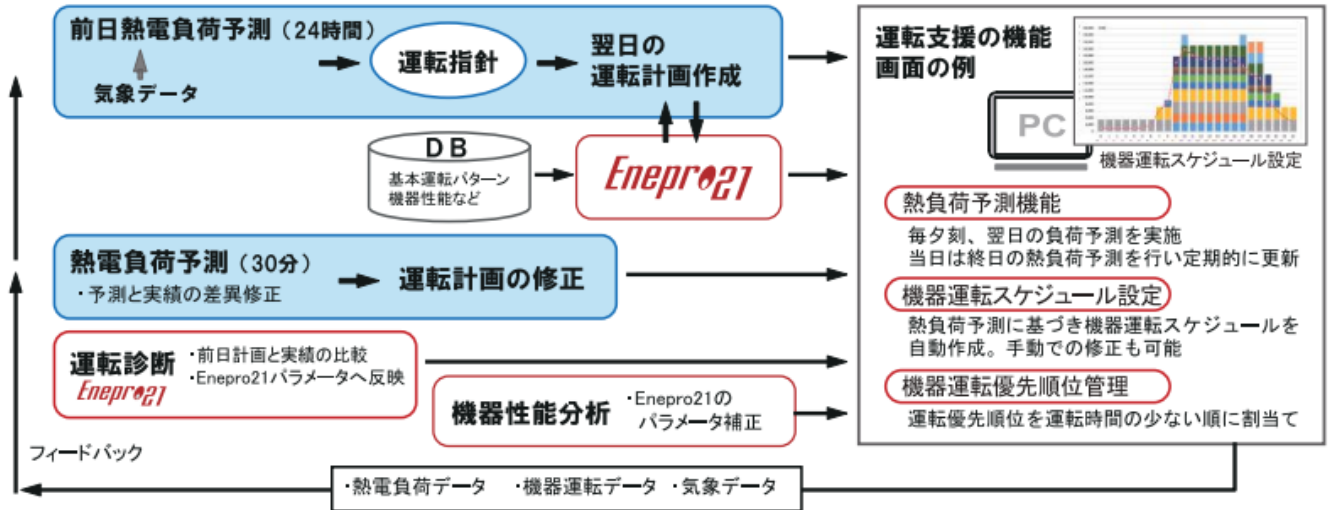 前日熱電負荷予測（24時間）
気象データ
運転指針
翌日の
運転計画作成
DB
基本運転パターン
機器性能など
Enepro21
熱電負荷予測（30分）
・予測と実績の差異修正
運転計画の修正
運転診断
Enepro21
・前日計画と実績の比較
・Enepro21パラメータへ反映
機器性能分析
・Enepro21の
パラメータ補正
運転支援の機能
画面の例
PC
機器運転スケジュール設定
熱負荷予測機能
毎夕刻、翌日の負荷予測を実施
当日は終日の熱負荷予測を行い定期的に更新
機器運転スケジュール設定
熱負荷予測に基づき機器運転スケジュールを
自動作成。手動での修正も可能
機器運転優先順位管理
運転優先順位を運転時間の少ない順に割当て
フィードバック
・熱電負荷データ ・機器運転データ ・気象データ